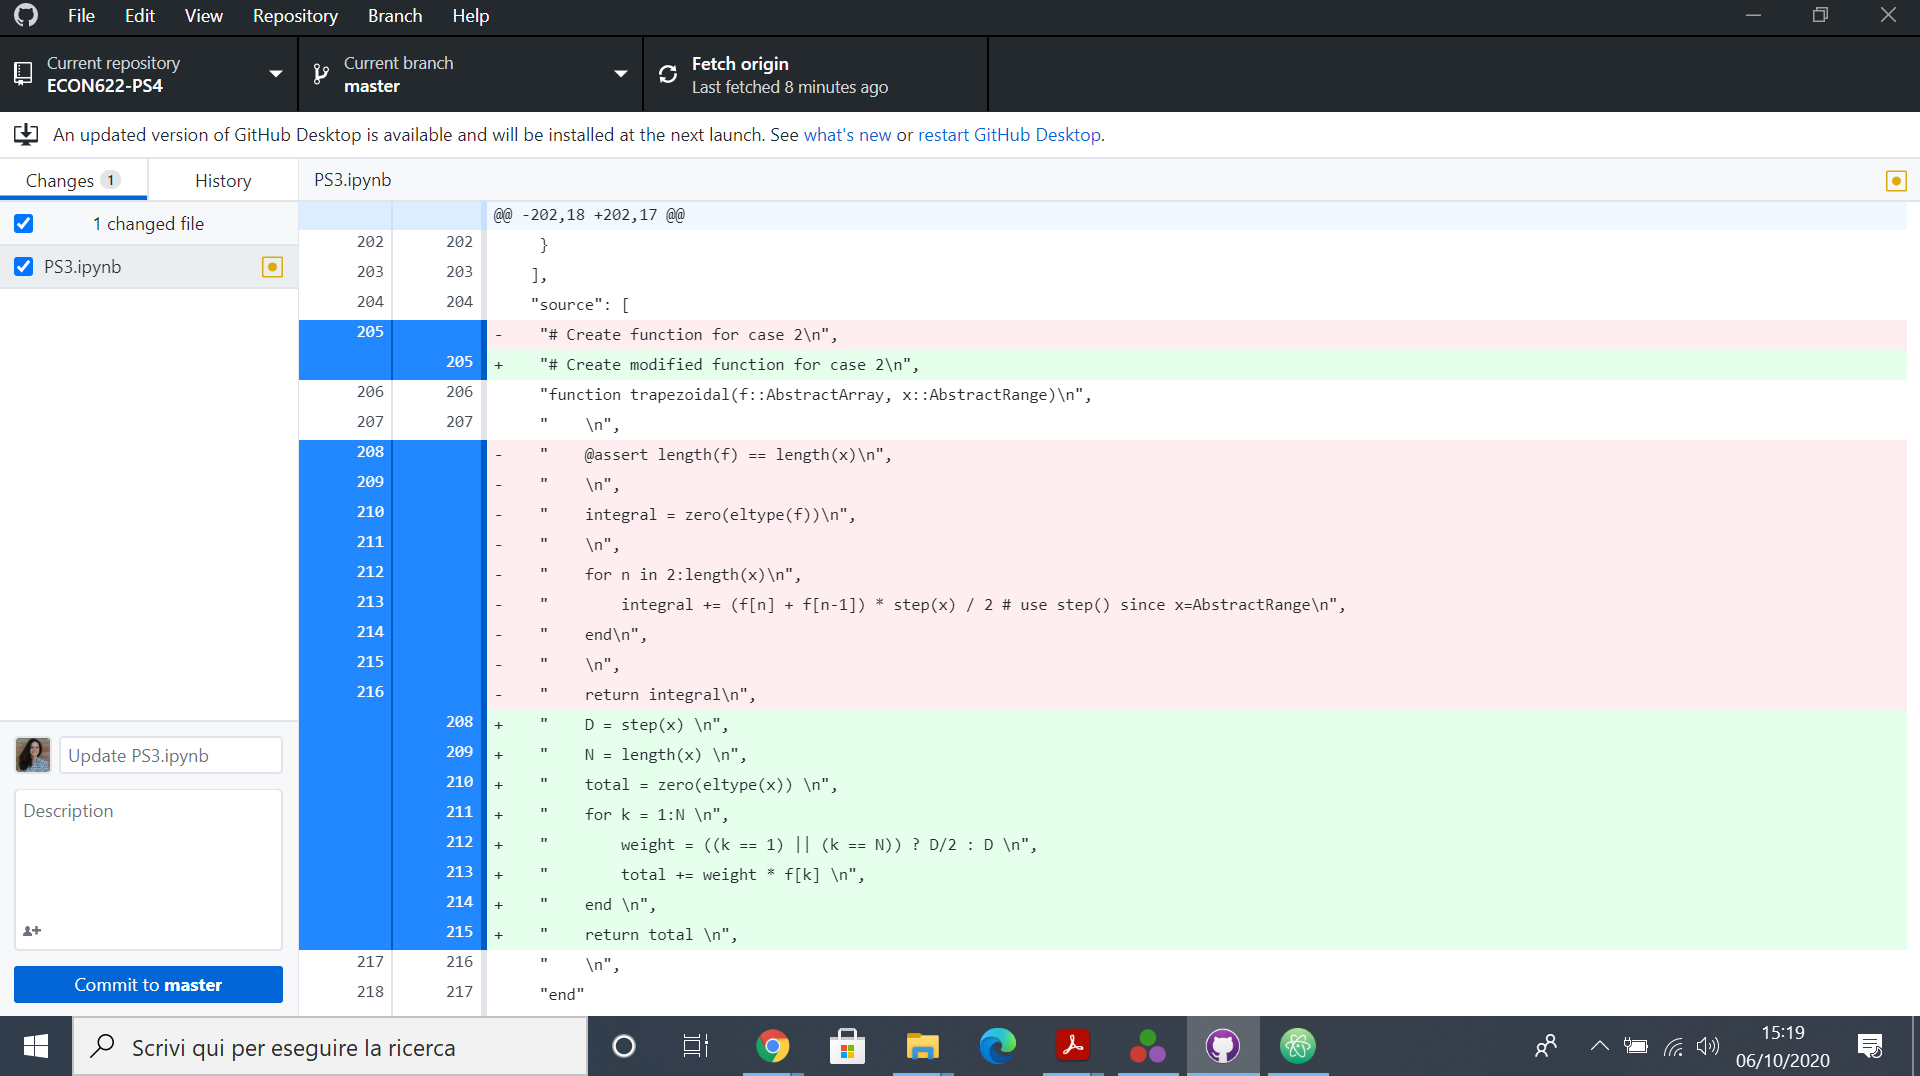 File Edit View Repository Branch Help
Current repository
ECON622-PS4
Current branch
master
Fetch origin
Last fetched 8 minutes ago
An updated version of GitHub Desktop is available and will be installed at the next launch. See what's new or restart GitHub Desktop.
Changes 1 History
PS3.ipynb
1 changed file
PS3.ipynb
@@ -202,18 +202,17 @@
202 202 }
203 203 ],
204 204 "source": [
205 - "# Create function for case 2\n",
205 + "# Create modified function for case 2\n",
206 206 "function trapezoidal(f::AbstractArray, x::AbstractRange)\n",
207 207 "    \n",
208 - "    @assert length(f) == length(x)\n",
209 - "    \n",
210 - "    integral = zero(eltype(f))\n",
211 - "    \n",
212 - "    for n in 2:length(x)\n",
213 - "        integral += (f[n] + f[n-1]) * step(x) / 2 # use step() since x=AbstractRange\n",
214 - "    end\n",
215 - "    \n",
216 - "    return integral\n",
208 + "    D = step(x) \n",
209 + "    N = length(x) \n",
210 + "    total = zero(eltype(x)) \n",
211 + "    for k = 1:N \n",
212 + "        weight = ((k == 1) || (k == N)) ? D/2 : D \n",
213 + "        total += weight * f[k] \n",
214 + "    end \n",
215 + "    return total \n",
217 216 "    \n",
218 217 "end"
Update PS3.ipynb
Description
Commit to master
Scrivi qui per eseguire la ricerca
15:19
06/10/2020